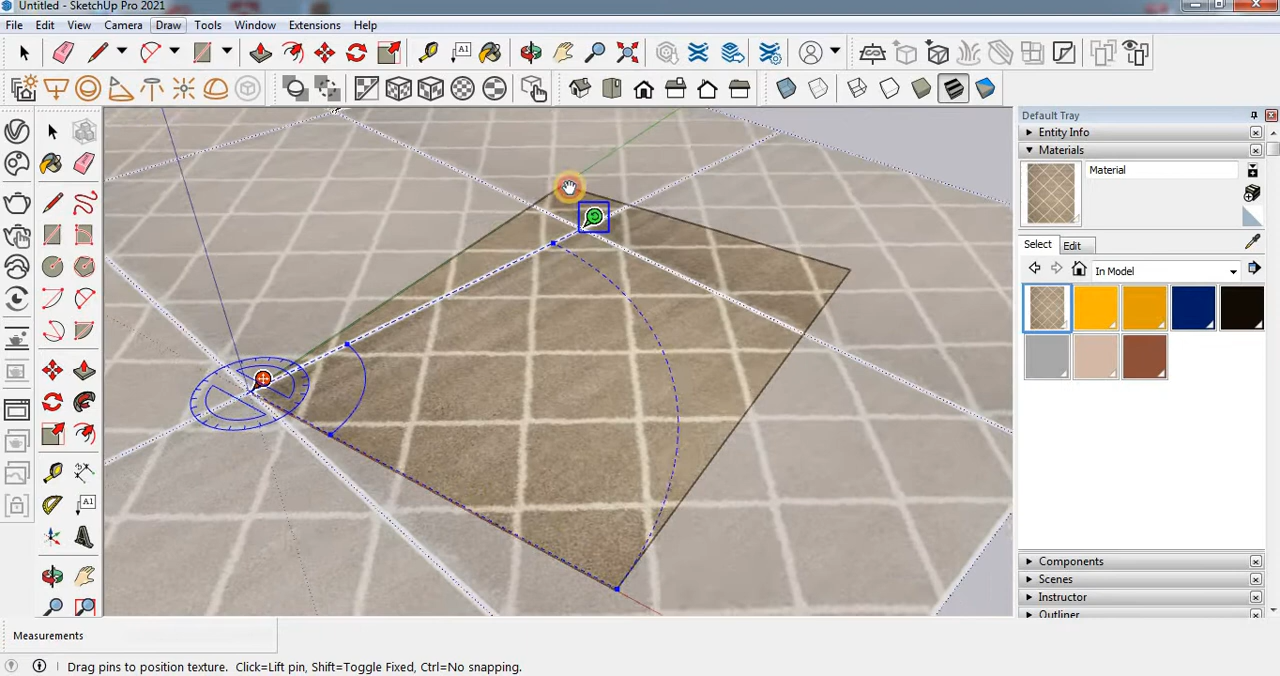 Untitled - SketchUp Pro 2021
File Edit View Camera Draw Tools Window Extensions Help
A1
Default Tray
Entity Info
Materials
Material
Select Edit
In Model
A1
Components
Scenes
Instructor
Outliner
Measurements
Drag pins to position texture. Click=Lift pin, Shift=Toggle Fixed, Ctrl=No snapping.